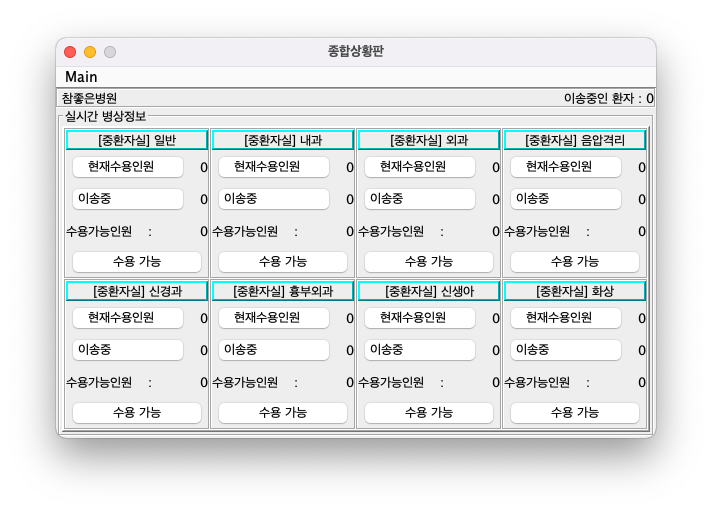 종합상황판
Main
참좋은병원 이송중인 환자 : 0
실시간 병상정보
[중환자실] 일반 [중환자실] 내과 [중환자실] 외과 [중환자실] 음압격리
현재수용인원 0 현재수용인원 0 현재수용인원 0 현재수용인원 0
이송중 0 이송중 0 이송중 0 이송중 0
수용가능인원 : 0 수용가능인원 : 0 수용가능인원 : 0 수용가능인원 : 0
수용 가능 수용 가능 수용 가능 수용 가능
[중환자실] 신경과 [중환자실] 흉부외과 [중환자실] 신생아 [중환자실] 화상
현재수용인원 0 현재수용인원 0 현재수용인원 0 현재수용인원 0
이송중 0 이송중 0 이송중 0 이송중 0
수용가능인원 : 0 수용가능인원 : 0 수용가능인원 : 0 수용가능인원 : 0
수용 가능 수용 가능 수용 가능 수용 가능